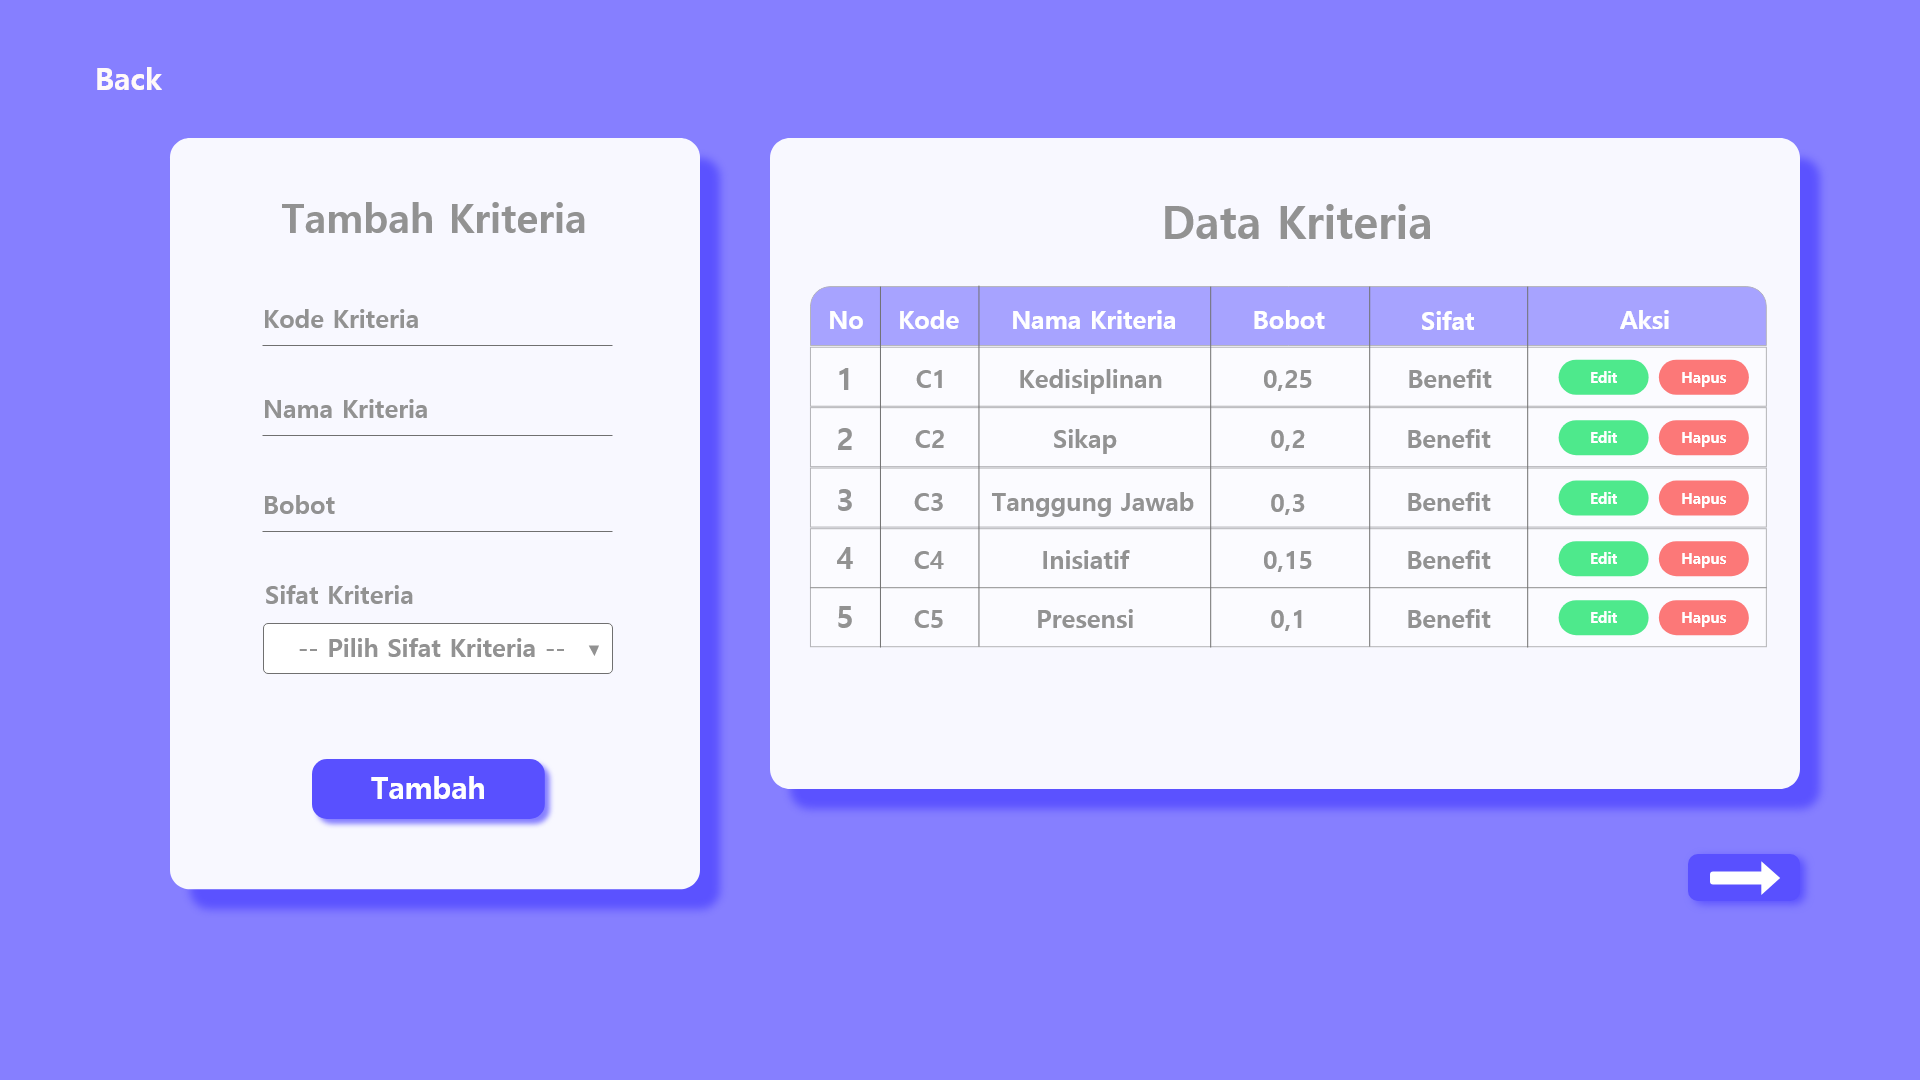 Back
Tambah Kriteria
Kode Kriteria
Nama Kriteria
Bobot
Sifat Kriteria
-- Pilih Sifat Kriteria -- ▼
Tambah
Data Kriteria
No Kode Nama Kriteria Bobot Sifat Aksi
1 C1 Kedisiplinan 0,25 Benefit Edit Hapus
2 C2 Sikap 0,2 Benefit Edit Hapus
3 C3 Tanggung Jawab 0,3 Benefit Edit Hapus
4 C4 Inisiatif 0,15 Benefit Edit Hapus
5 C5 Presensi 0,1 Benefit Edit Hapus